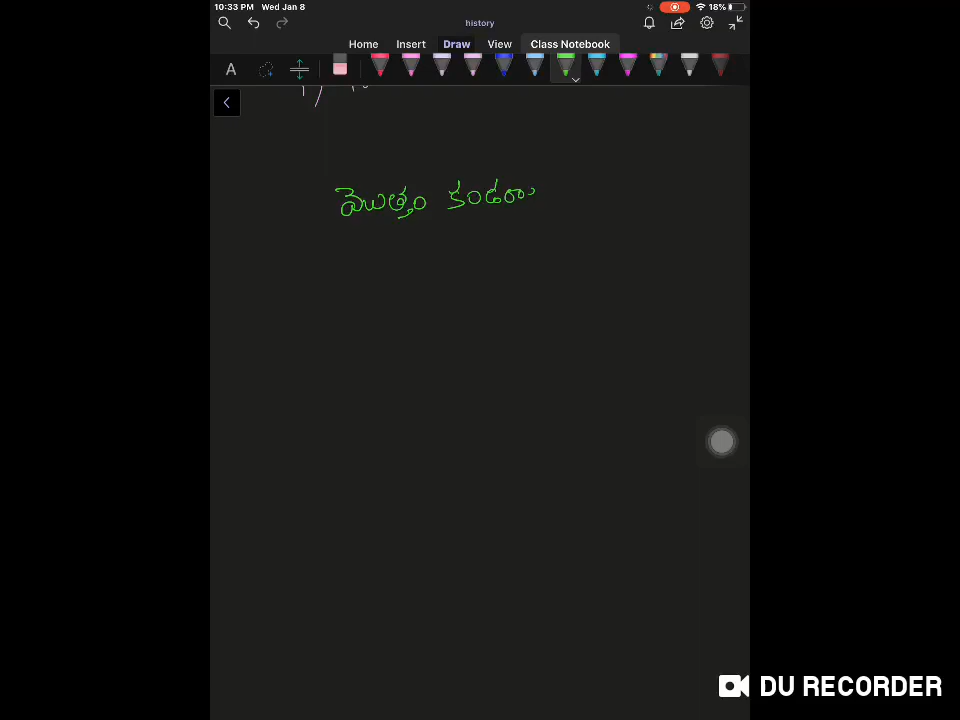 10:33 PM Wed Jan 8 18%
history
Home Insert Draw View Class Notebook
A
మొత్తం కండరా
DU RECORDER